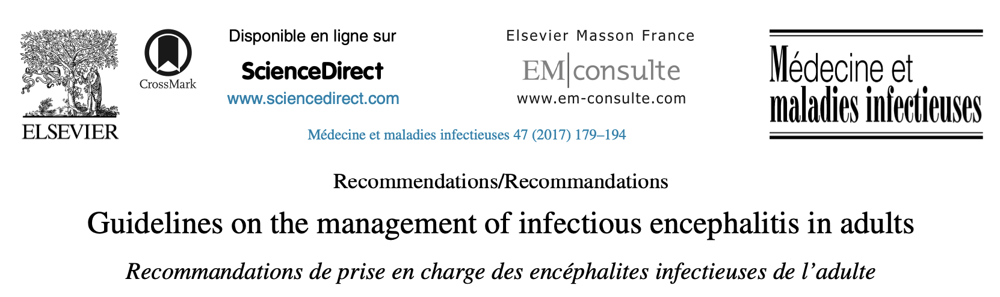 NON SOLUS
ELSEVIER
CrossMark
Disponible en ligne sur
ScienceDirect
www.sciencedirect.com
Elsevier Masson France
EM consulte
www.em-consulte.com
Médecine et
maladies infectieuses
Médecine et maladies infectieuses 47 (2017) 179–194
Recommendations/Recommandations
Guidelines on the management of infectious encephalitis in adults
Recommandations de prise en charge des encéphalites infectieuses de l’adulte